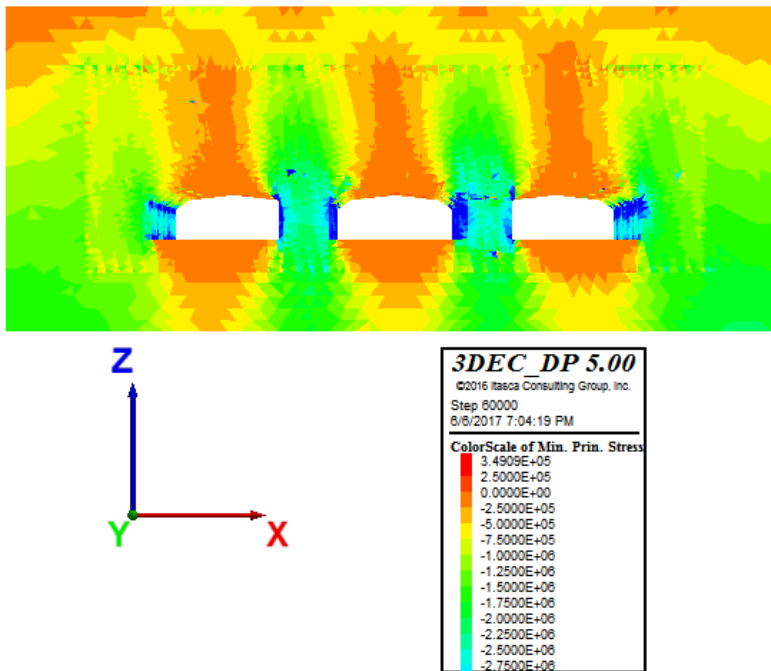 Z
Y
X
3DEC_DP 5.00
©2016 Itasca Consulting Group, Inc.
Step 60000
6/6/2017 7:04:19 PM
ColorScale of Min. Prin. Stress
3.4909E+05
2.5000E+05
0.0000E+00
-2.5000E+05
-5.0000E+05
-7.5000E+05
-1.0000E+06
-1.2500E+06
-1.5000E+06
-1.7500E+06
-2.0000E+06
-2.2500E+06
-2.5000E+06
-2.7500E+06